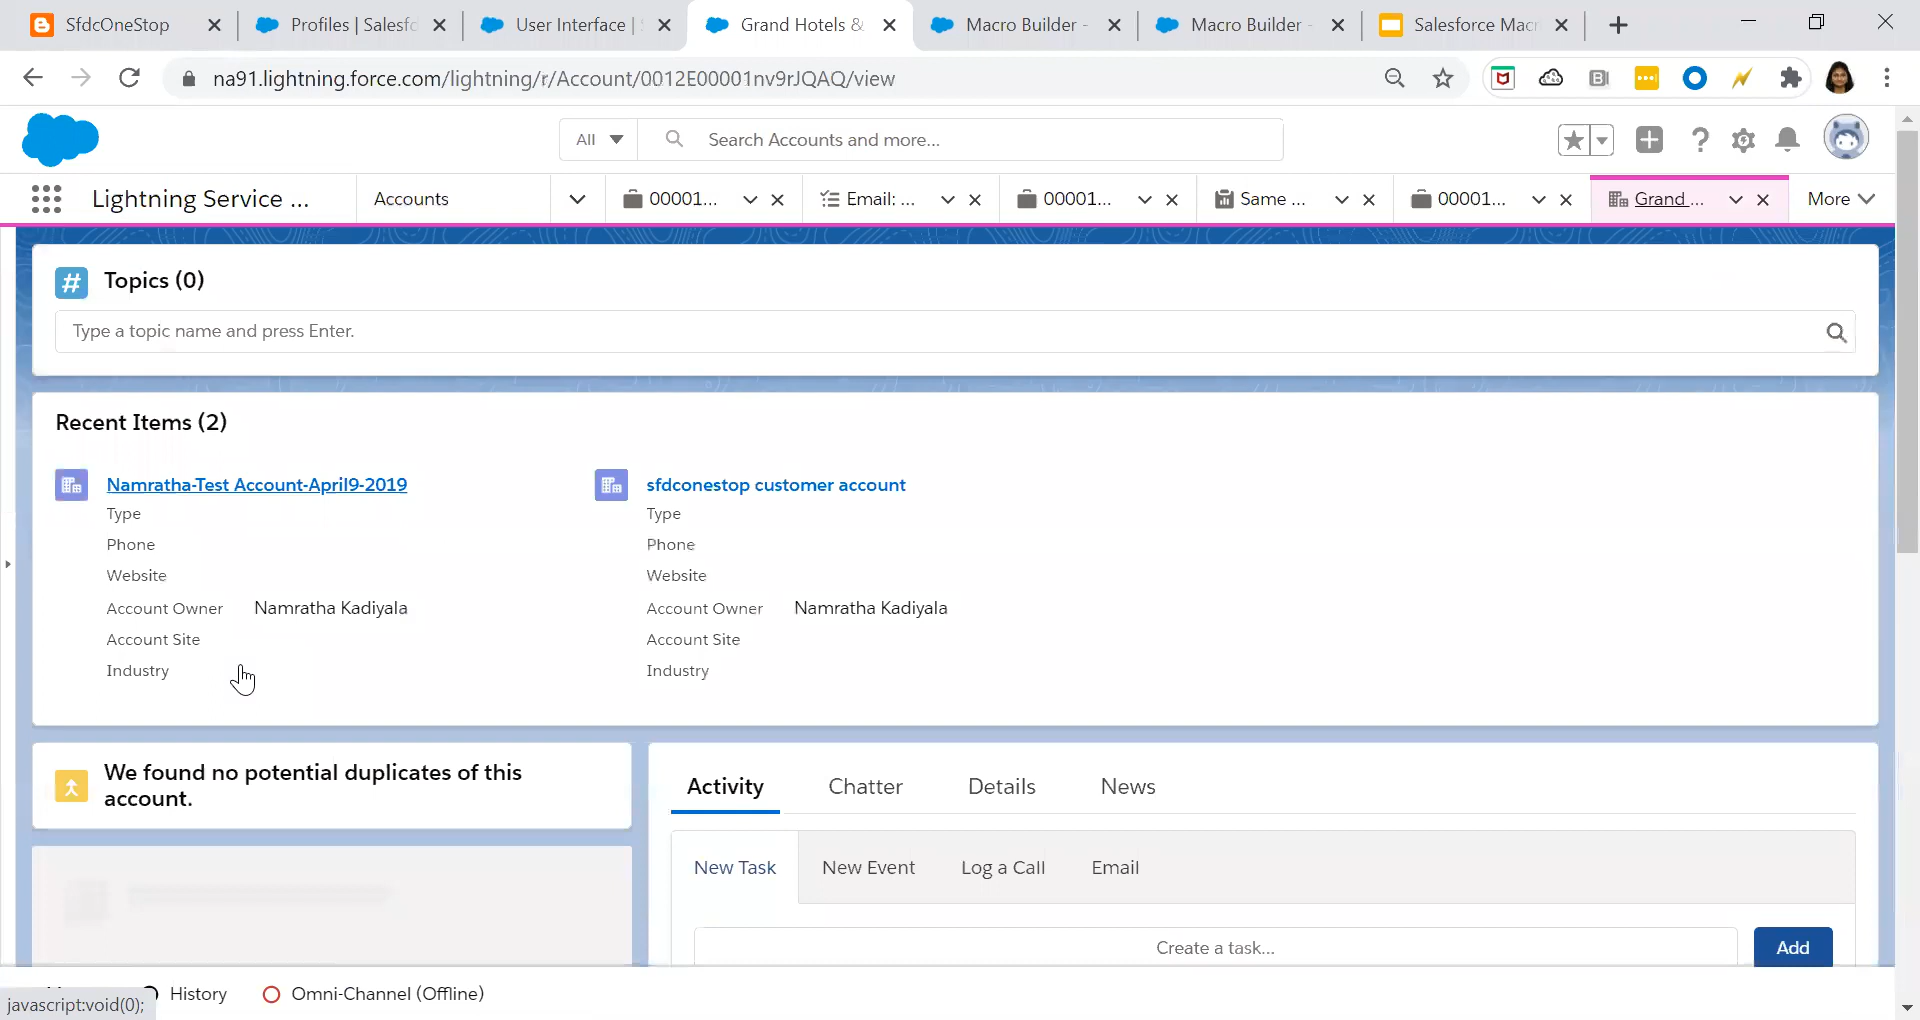 SfdcOneStop
Profiles | Salesfo
User Interface |
Grand Hotels &
Macro Builder -
Macro Builder -
Salesforce Mac
na91.lightning.force.com/lightning/r/Account/0012E00001nv9rJQAQ/view
All
Search Accounts and more...
Lightning Service ...
Accounts
00001...
Email: ...
00001...
Same ...
00001...
Grand ...
More
Topics (0)
Type a topic name and press Enter.
Recent Items (2)
Namratha-Test Account-April9-2019
Type
Phone
Website
Account Owner Namratha Kadiyala
Account Site
Industry
sfdconestop customer account
Type
Phone
Website
Account Owner Namratha Kadiyala
Account Site
Industry
We found no potential duplicates of this
account.
Activity Chatter Details News
New Task New Event Log a Call Email
Create a task...
Add
History
Omni-Channel (Offline)
javascript:void(0);